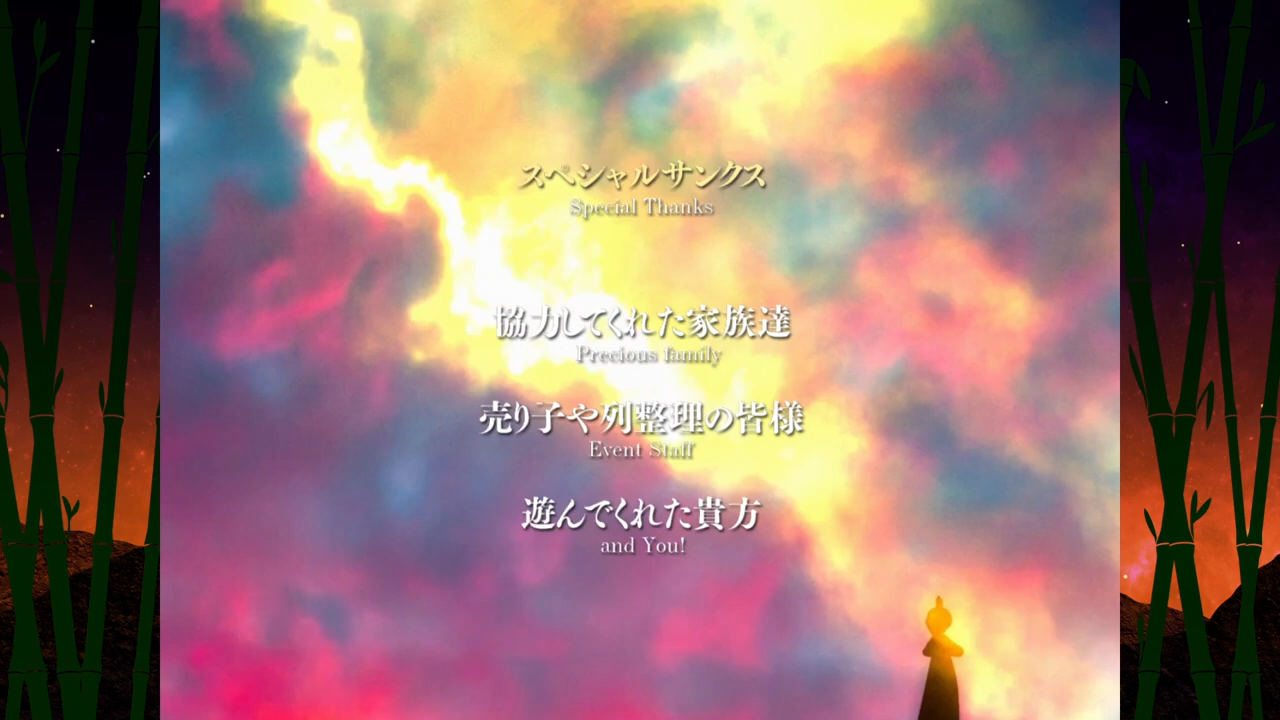 スペシャルサンクス
Special Thanks
協力してくれた家族達
Precious family
売り子や列整理の皆様
Event Staff
遊んでくれた貴方
and You!